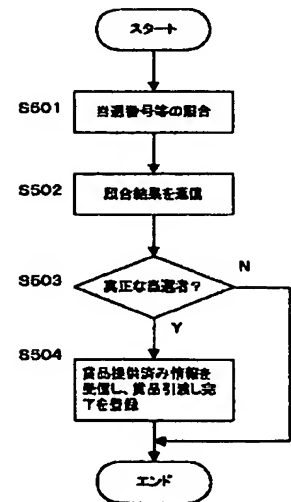 スタート
S501
当選番号等の照合
S502
照合結果を返信
S503
真正な当選者？
N
Y
S504
賞品提供済み情報を
受信し、賞品引渡し完
了を登録
エンド